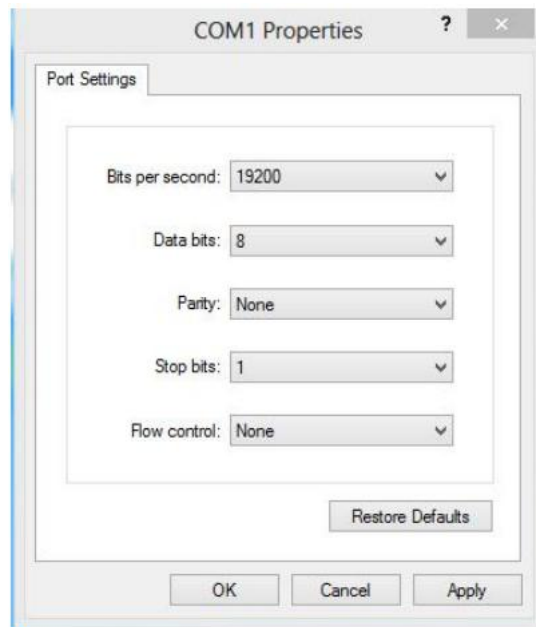 COM1 Properties
?
Port Settings
Bits per second: 19200
Data bits: 8
Parity: None
Stop bits: 1
Flow control: None
Restore Defaults
OK Cancel Apply